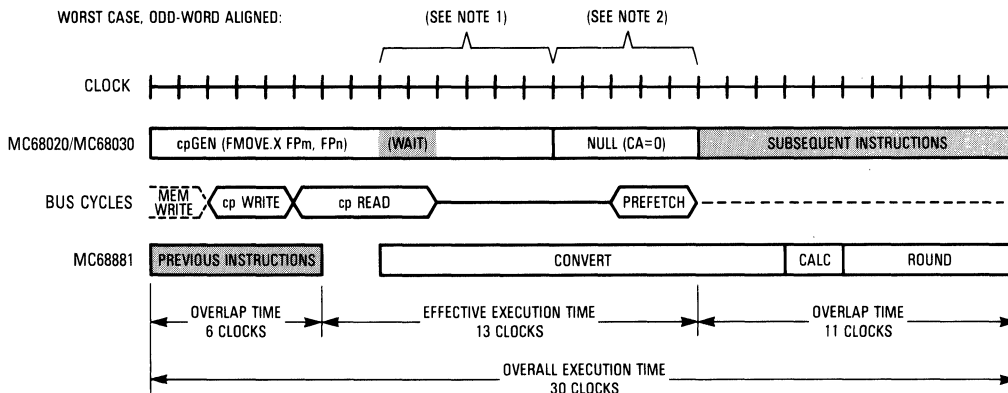 WORST CASE, ODD-WORD ALIGNED:
(SEE NOTE 1)
(SEE NOTE 2)
CLOCK
MC68020/MC68030
cpGEN (FMOVE.X FPm, FPn)
(WAIT)
NULL (CA=0)
SUBSEQUENT INSTRUCTIONS
BUS CYCLES
MEM
WRITE
cp WRITE
cp READ
PREFETCH
MC68881
PREVIOUS INSTRUCTIONS
CONVERT
CALC
ROUND
OVERLAP TIME
6 CLOCKS
EFFECTIVE EXECUTION TIME
13 CLOCKS
OVERLAP TIME
11 CLOCKS
OVERALL EXECUTION TIME
30 CLOCKS